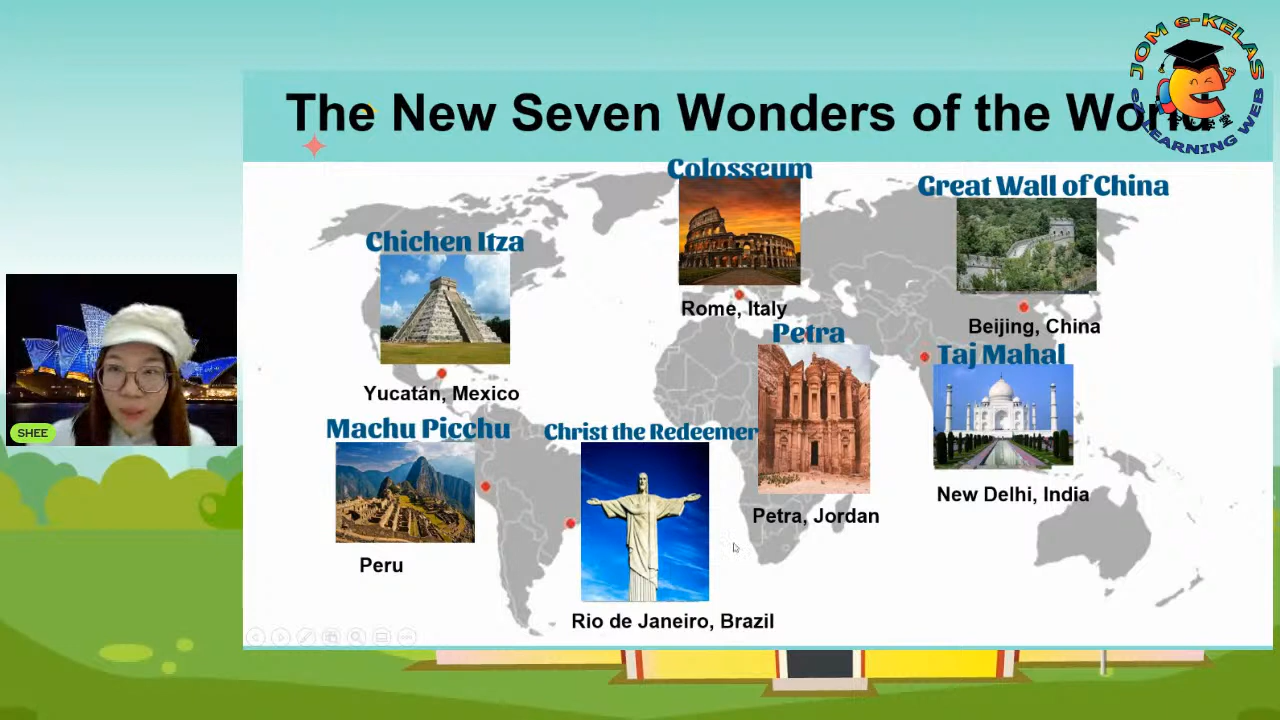 The New Seven Wonders of the Wor
JOM e-KELAS
LEARNING WEB
Colosseum
Great Wall of China
Chichen Itza
Rome, Italy
Beijing, China
Petra
Taj Mahal
Yucatán, Mexico
Machu Picchu
Christ the Redeemer
SHEE
New Delhi, India
Petra, Jordan
Peru
Rio de Janeiro, Brazil